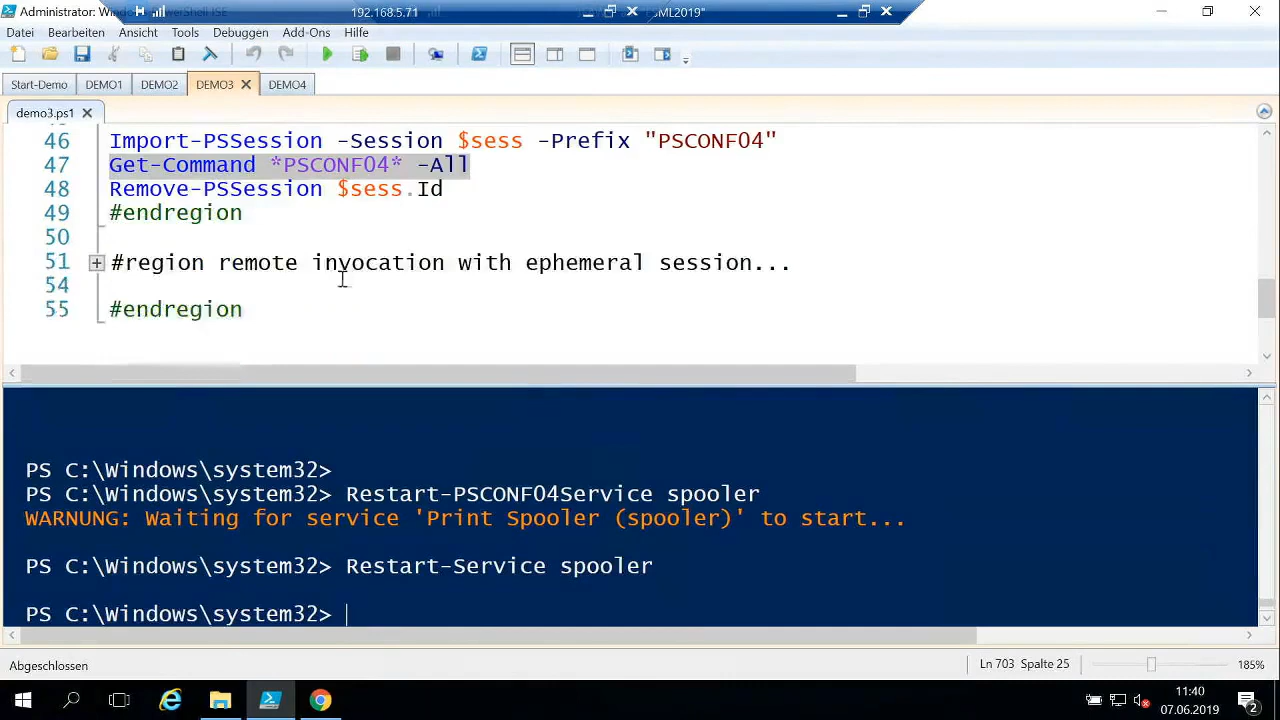 Administrator: Windows PowerShell ISE
192.168.5.71
Datei Bearbeiten Ansicht Tools Debuggen Add-Ons Hilfe
Start-Demo DEMO1 DEMO2 DEMO3 DEMO4
demo3.ps1
46 Import-PSSession -Session $sess -Prefix "PSCONF04"
47 Get-Command *PSCONF04* -All
48 Remove-PSSession $sess.Id
49 #endregion
50
51 #region remote invocation with ephemeral session...
54
55 #endregion
PS C:\Windows\system32>
PS C:\Windows\system32> Restart-PSCONF04Service spooler
WARNUNG: Waiting for service 'Print Spooler (spooler)' to start...
PS C:\Windows\system32> Restart-Service spooler
PS C:\Windows\system32>
Abgeschlossen
Ln 703 Spalte 25
185%
11:40
07.06.2019
2